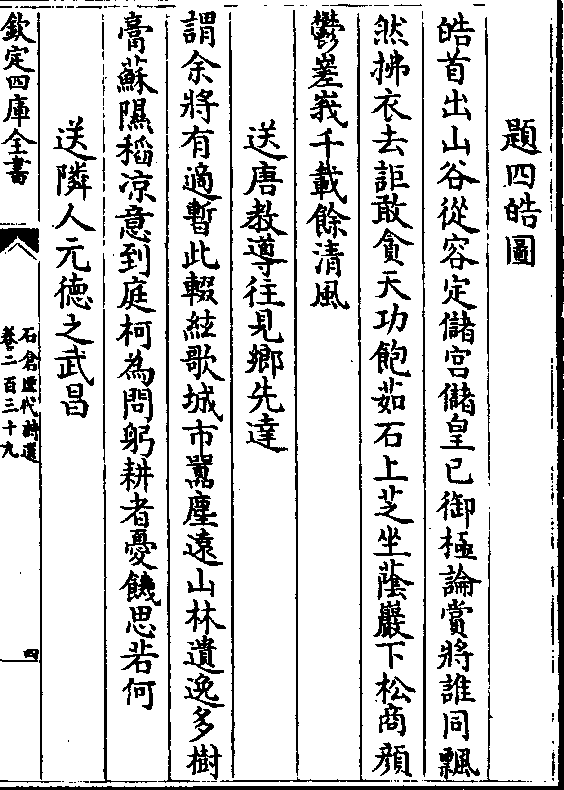 題四皓圖
皓首出山谷從容定儲宮儲皇已御極論賞將誰同飄
然拂衣去詎敢貪天功飽茹石上芝坐蔭巖下松商顔
鬱嵳峩千載餘清風
送唐教導往見鄉先達
謂余將有適暫此輟絃歌城市囂塵遠山林遺逸多樹
膏蘇隰稻凉意到庭柯為問躬耕者憂饑思若何
送隣人元德之武昌
欽定四庫全書
石倉歷代詩選
卷二百三十九
四